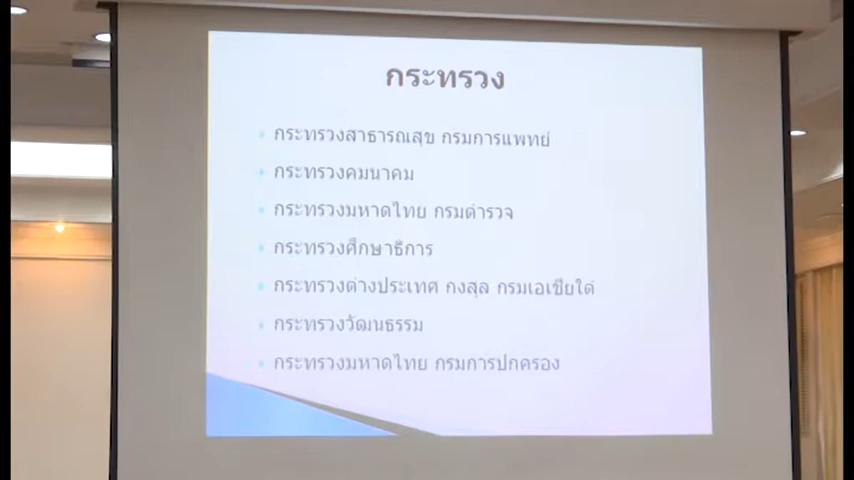 กระทรวง
กระทรวงสาธารณสุข กรมการแพทย์
กระทรวงคมนาคม
กระทรวงมหาดไทย กรมตำรวจ
กระทรวงศึกษาธิการ
กระทรวงต่างประเทศ กงสุล กรมเอเชียใต้
กระทรวงวัฒนธรรม
กระทรวงมหาดไทย กรมการปกครอง